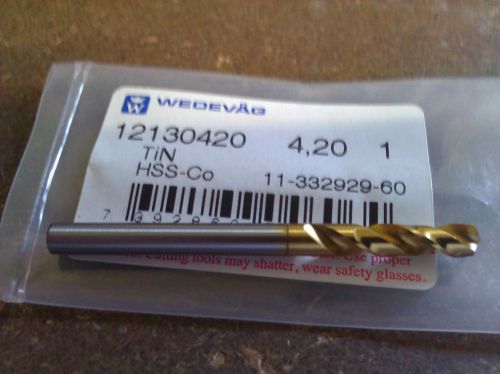 WEDEVÅG
12130420 4,20 1
TiN
HSS-Co 11-332929-60
7
Use proper
Cutting tools may shatter, wear safety glasses.